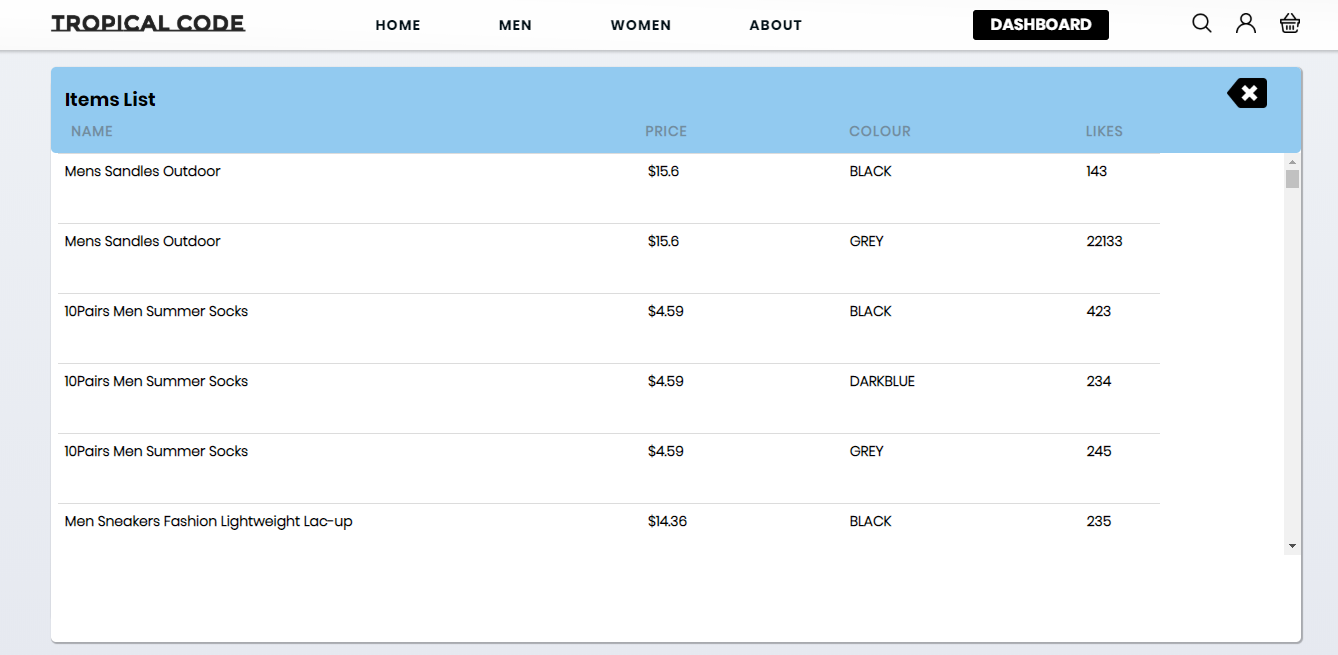 TROPICAL CODE HOME MEN WOMEN ABOUT DASHBOARD
Items List
NAME PRICE COLOUR LIKES
Mens Sandles Outdoor $15.6 BLACK 143
Mens Sandles Outdoor $15.6 GREY 22133
10Pairs Men Summer Socks $4.59 BLACK 423
10Pairs Men Summer Socks $4.59 DARKBLUE 234
10Pairs Men Summer Socks $4.59 GREY 245
Men Sneakers Fashion Lightweight Lac-up $14.36 BLACK 235